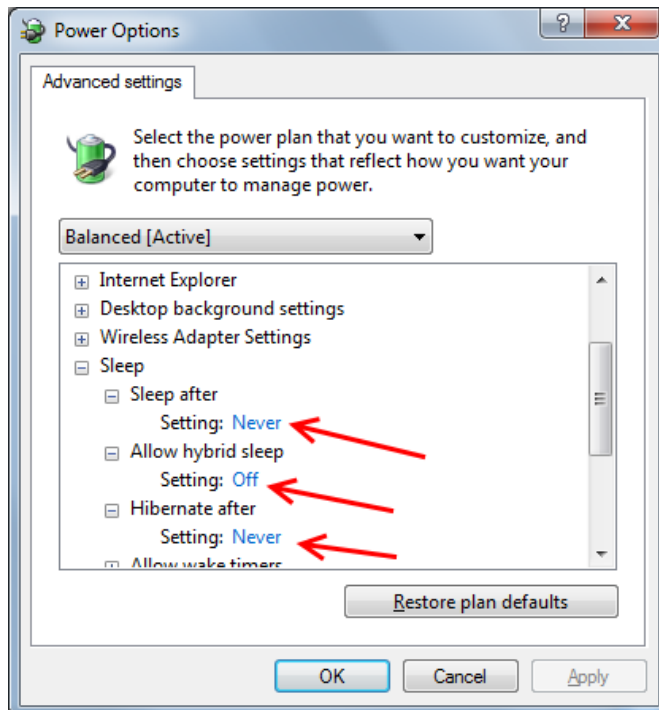 Power Options
Advanced settings
Select the power plan that you want to customize, and
then choose settings that reflect how you want your
computer to manage power.
Balanced [Active]
Internet Explorer
Desktop background settings
Wireless Adapter Settings
Sleep
Sleep after
Setting: Never
Allow hybrid sleep
Setting: Off
Hibernate after
Setting: Never
Allow wake timers
Restore plan defaults
OK Cancel Apply